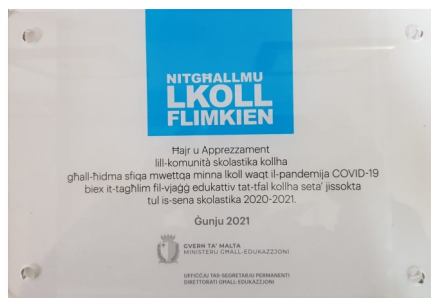 NITGĦALLMU
LKOLL
FLIMKIEN
Ħajr u Apprezzament
lill-komunità skolastika kollha
għall-ħidma sfiqa mwettqa minna lkoll waqt il-pandemija COVID-19
biex it-tagħlim fil-vjaġġ edukattiv tat-tfal kollha seta' jissokta
tul is-sena skolastika 2020-2021.
Ġunju 2021
GVERN TA' MALTA
MINISTERU GĦALL-EDUKAZZJONI
UFFIĊĊJU TAS-SEGRETARJU PERMANENTI
DIRETTORATI GĦALL-EDUKAZZJONI